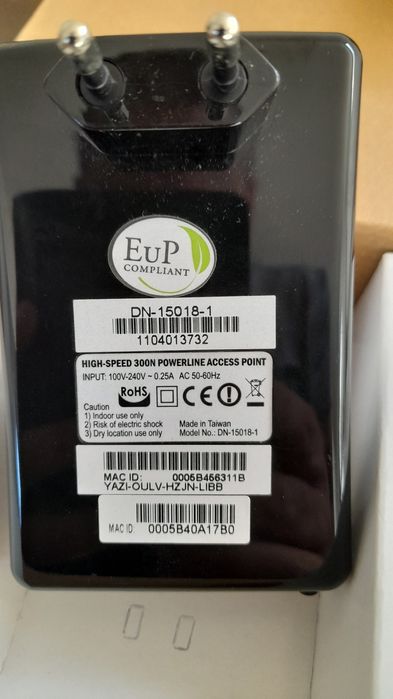 EuP
COMPLIANT
DN-15018-1
1104013732
HIGH-SPEED 300N POWERLINE ACCESS POINT
INPUT: 100V-240V ~ 0.25A AC 50-60Hz
RoHS CE
Caution
1) Indoor use only
2) Risk of electric shock
3) Dry location use only
Made in Taiwan
Model No.: DN-15018-1
MAC ID: 0005B456311B
YAZI-OULV-HZJN-LIBB
MAC ID: 0005B40A17B0